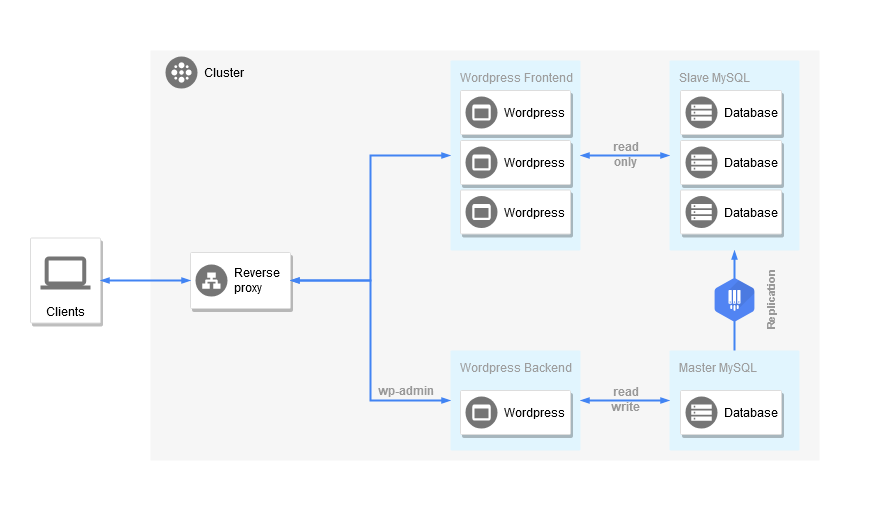 Cluster
Wordpress Frontend
Wordpress
Wordpress
Wordpress
read
only
Slave MySQL
Database
Database
Database
Clients
Reverse
proxy
Replication
wp-admin
Wordpress Backend
Wordpress
read
write
Master MySQL
Database